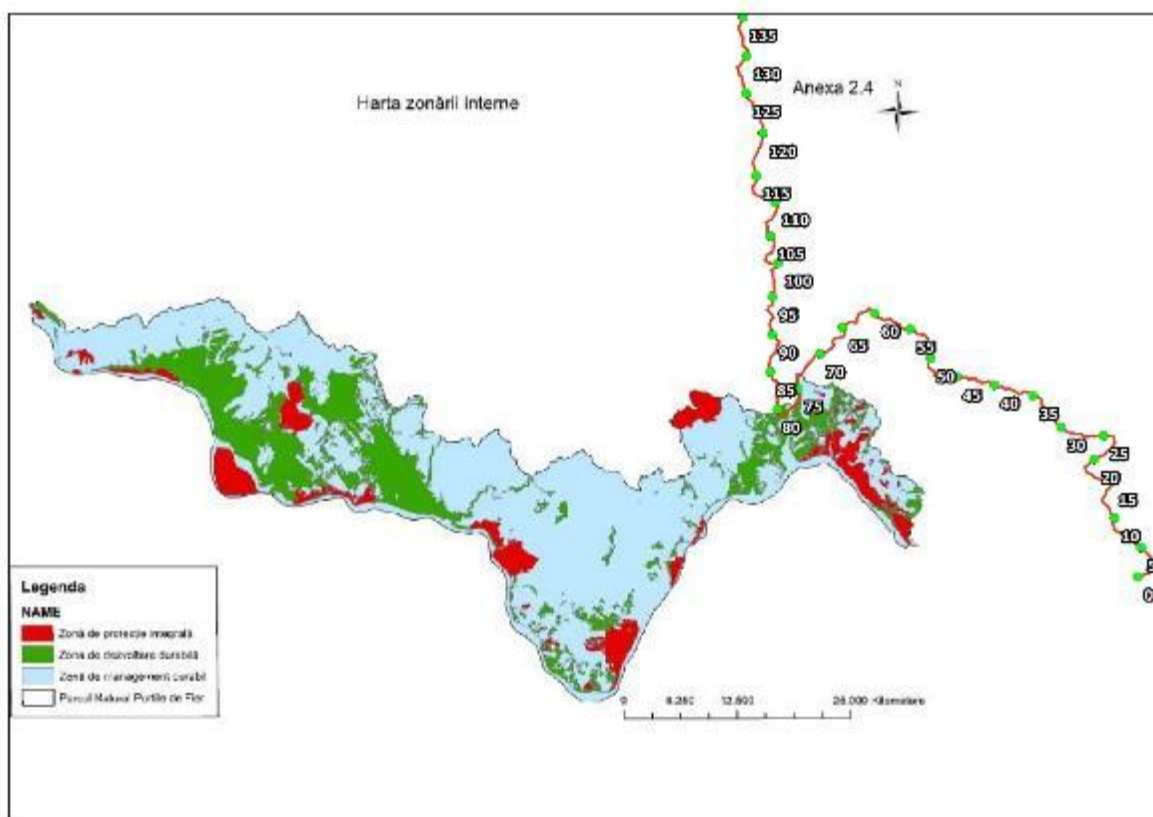 135
130
Anexa 2.4
N
Harta zonării interne
125
120
115
110
105
100
95
90
85
80
75
70
65
60
55
50
45
40
35
30
25
20
15
10
5
0
Legenda
NAME
Zonă de protecție integrală
Zona de dezvoltare durabilă
Zonă de management durabil
Parcul Natural Portile de Fier
0 6.250 12.500 25.000 Kilometers